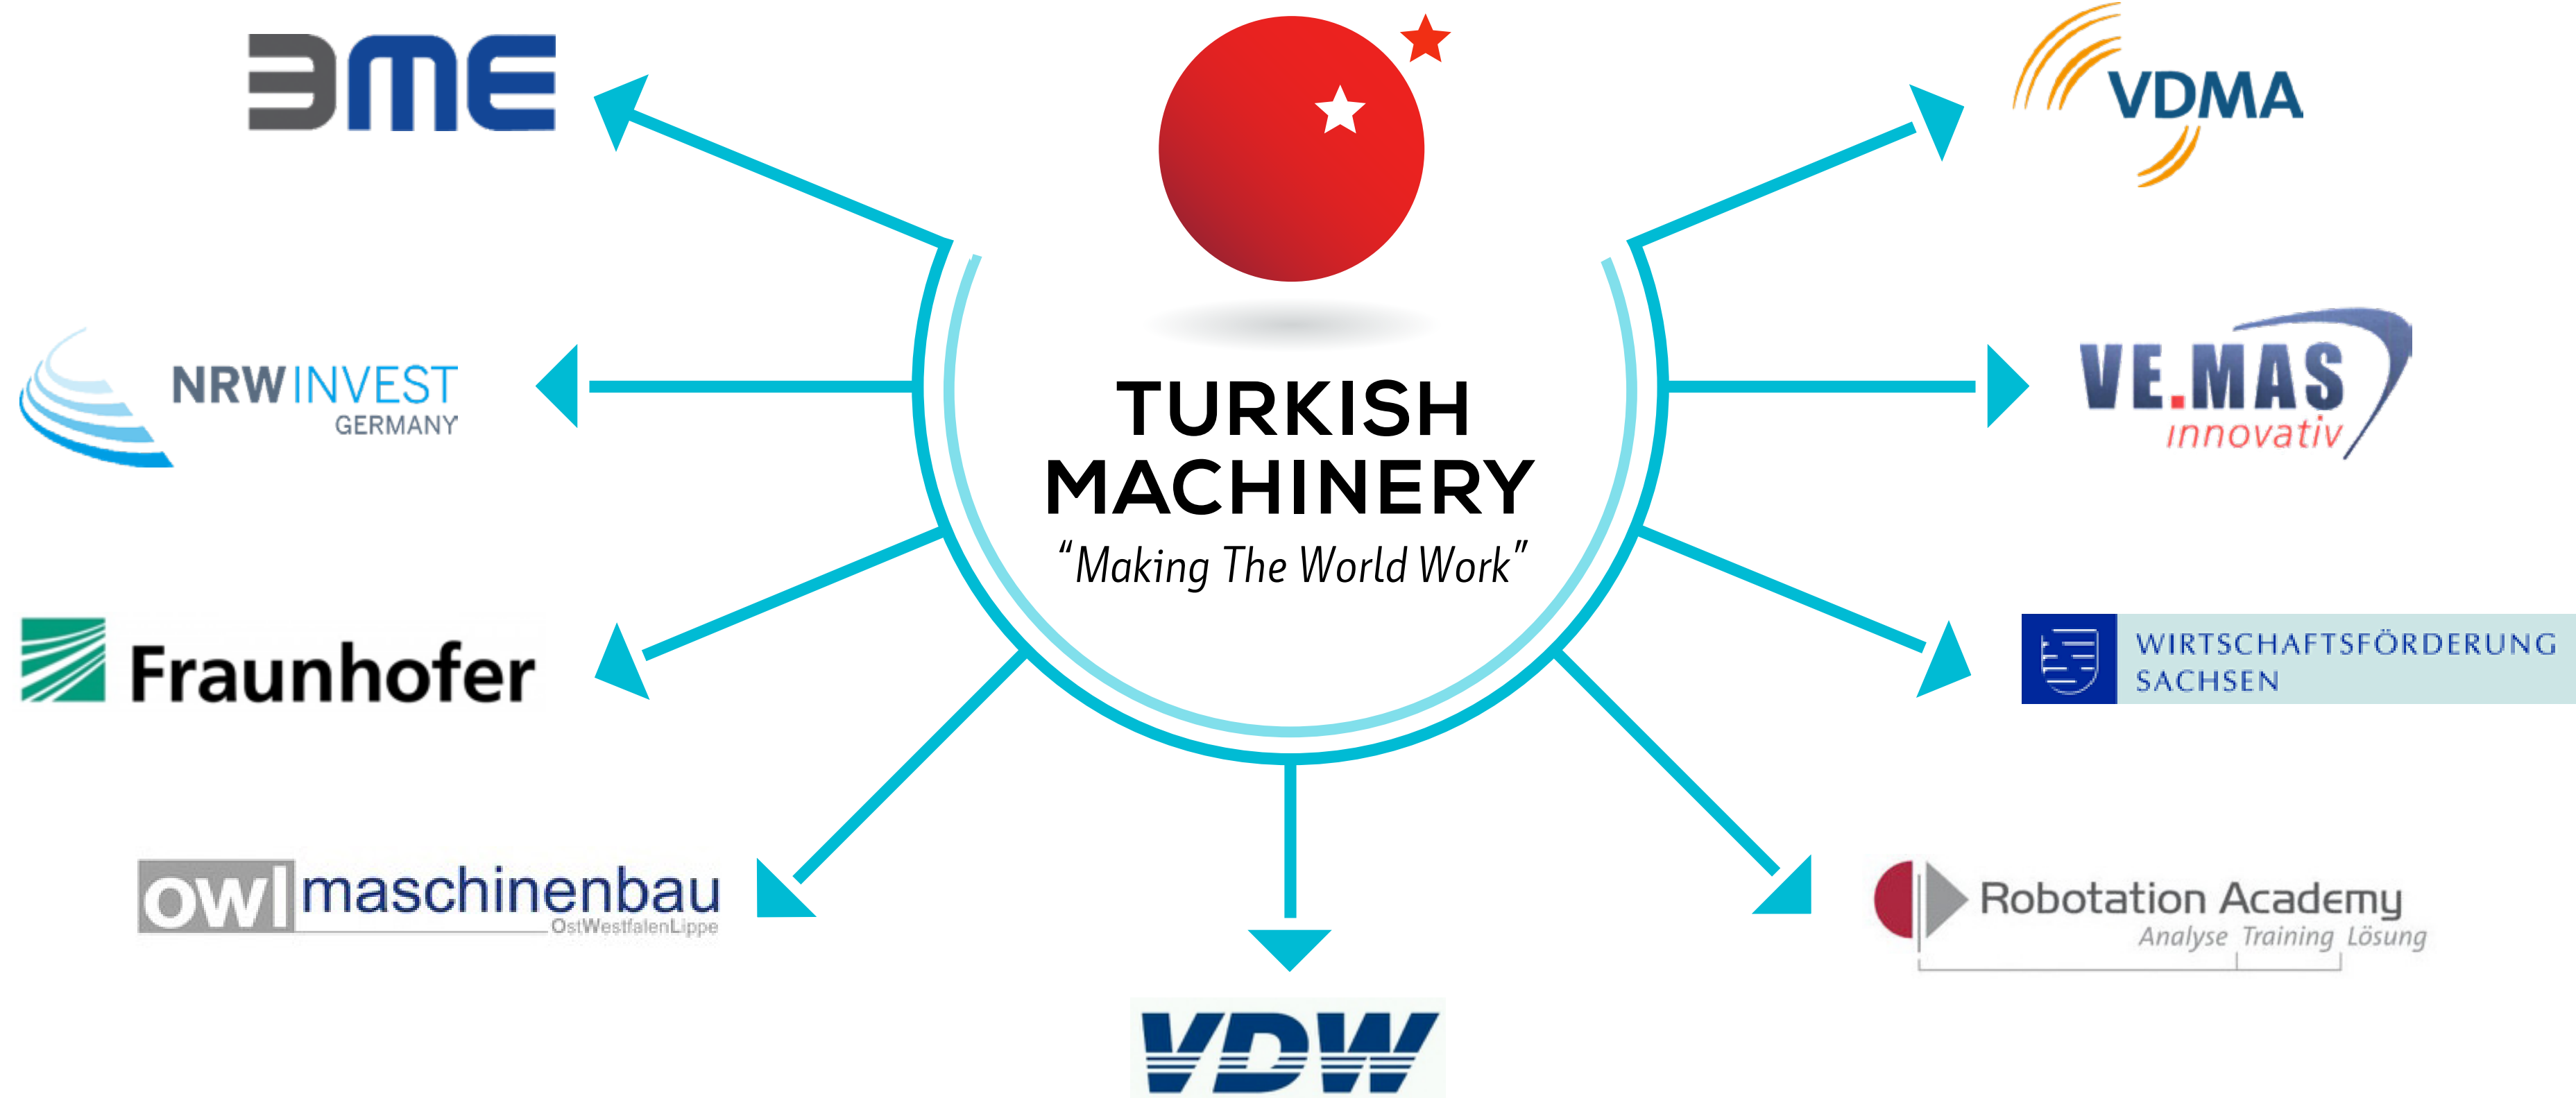 BME
VDMA
NRWINVEST
GERMANY
TURKISH
MACHINERY
“Making The World Work”
VE.MAS
innovativ
Fraunhofer
WIRTSCHAFTSFÖRDERUNG
SACHSEN
owl maschinenbau
OstWestfalenLippe
Robotation Academy
Analyse Training Lösung
VDW